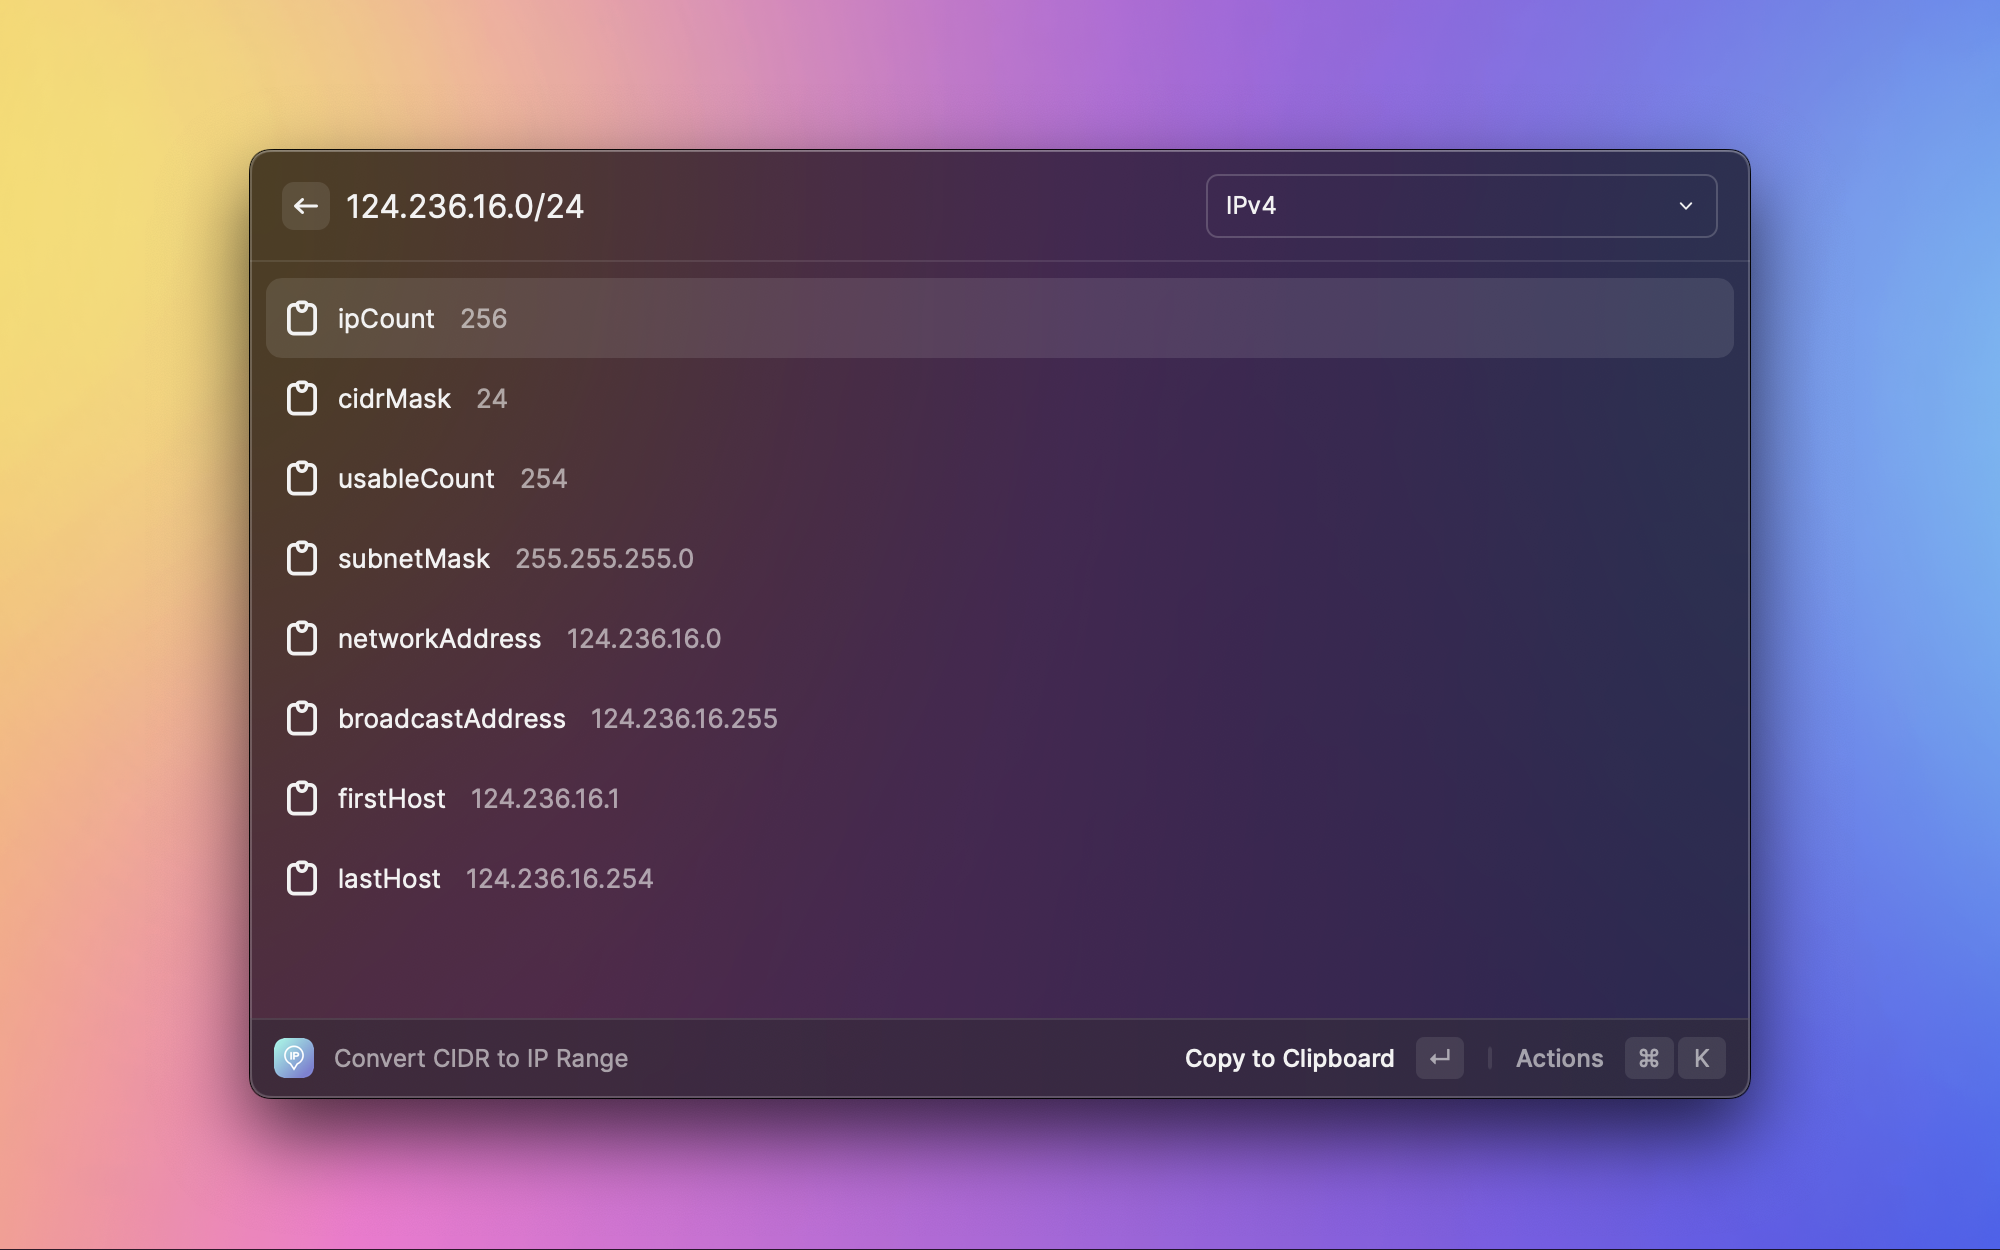 124.236.16.0/24
IPv4
ipCount 256
cidrMask 24
usableCount 254
subnetMask 255.255.255.0
networkAddress 124.236.16.0
broadcastAddress 124.236.16.255
firstHost 124.236.16.1
lastHost 124.236.16.254
IP Convert CIDR to IP Range Copy to Clipboard ↵ Actions ⌘ K